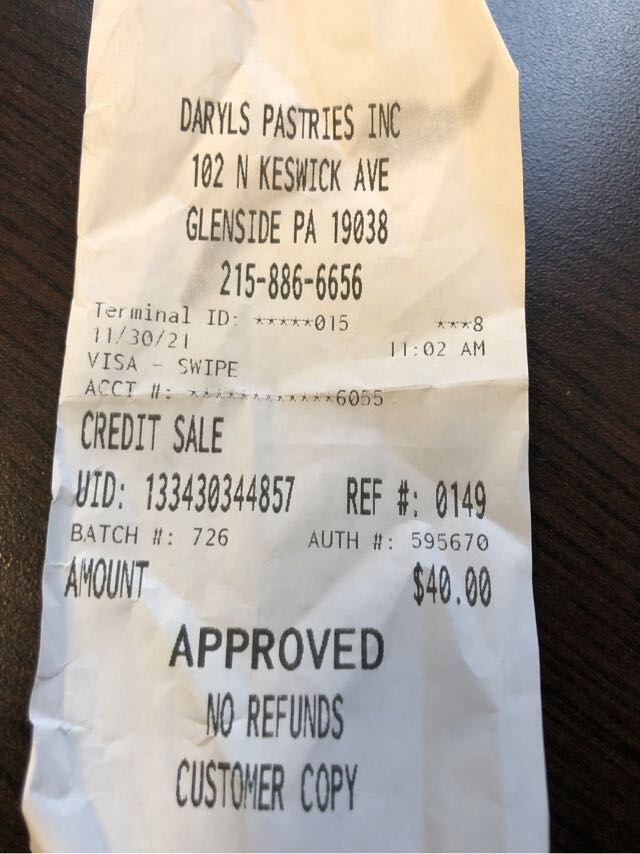 DARYLS PASTRIES INC
102 N KESWICK AVE
GLENSIDE PA 19038
215-886-6656
Terminal ID: *****015 ***8
11/30/21 11:02 AM
VISA - SWIPE
ACCT #: ************6055
CREDIT SALE
UID: 133430344857 REF #: 0149
BATCH #: 726 AUTH #: 595670
AMOUNT $40.00
APPROVED
NO REFUNDS
CUSTOMER COPY